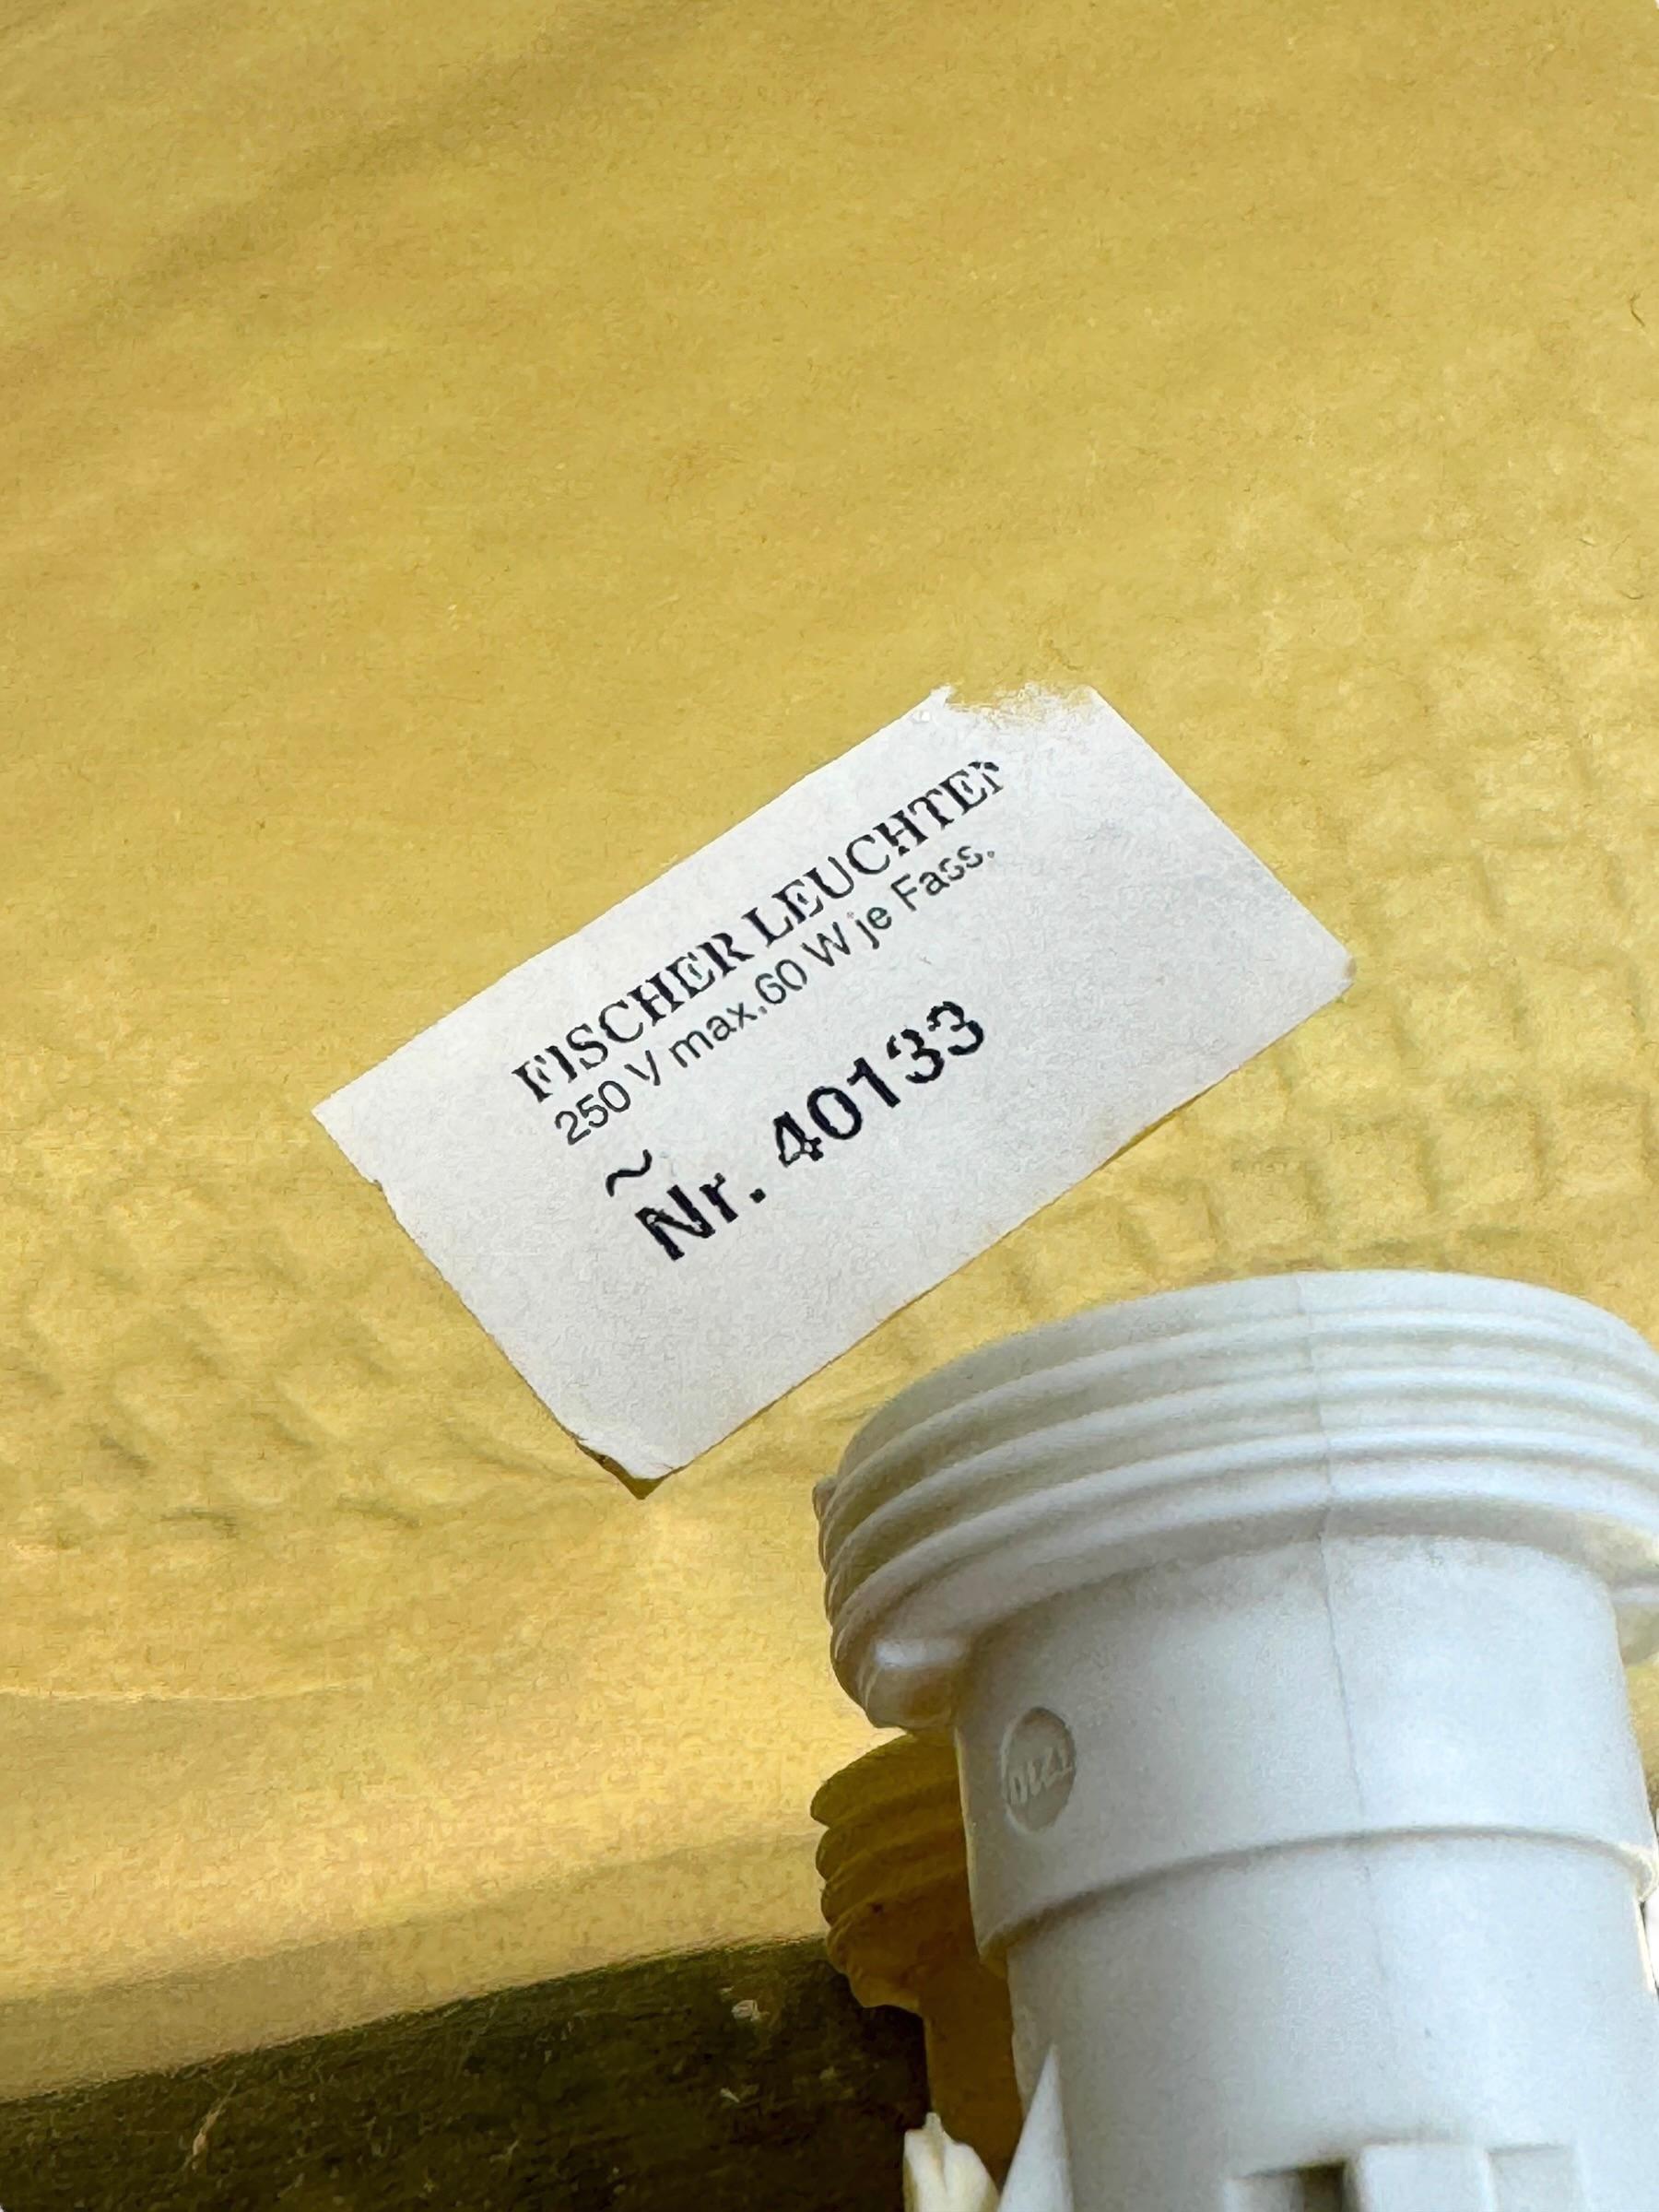 FISCHER LEUCHTEN
250 V max.60 W je Fass.
~
Nr. 40133